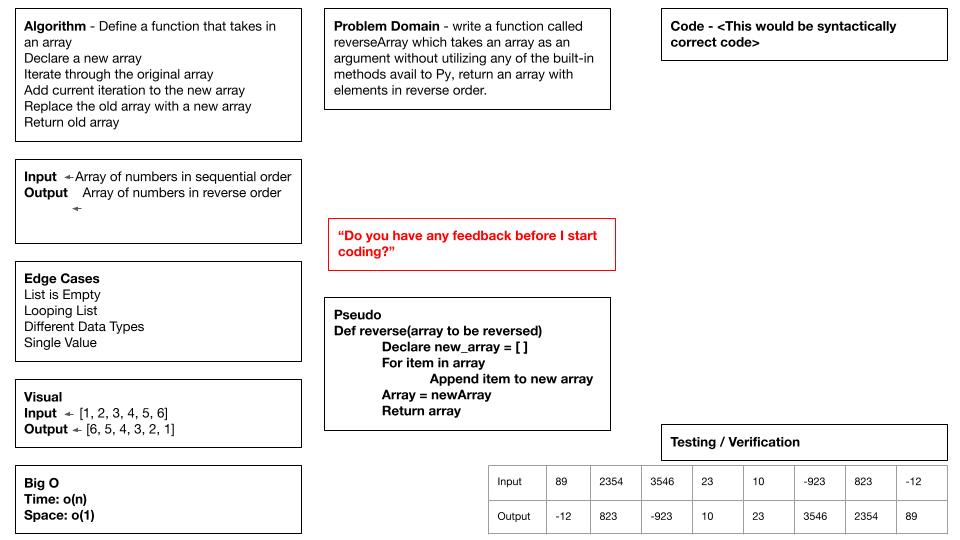 Algorithm - Define a function that takes in
an array
Declare a new array
Iterate through the original array
Add current iteration to the new array
Replace the old array with a new array
Return old array
Input ← Array of numbers in sequential order
Output Array of numbers in reverse order
←
Edge Cases
List is Empty
Looping List
Different Data Types
Single Value
Visual
Input ← [1, 2, 3, 4, 5, 6]
Output ← [6, 5, 4, 3, 2, 1]
Big O
Time: o(n)
Space: o(1)
Problem Domain - write a function called
reverseArray which takes an array as an
argument without utilizing any of the built-in
methods avail to Py, return an array with
elements in reverse order.
“Do you have any feedback before I start
coding?”
Pseudo
Def reverse(array to be reversed)
Declare new_array = [ ]
For item in array
Append item to new array
Array = newArray
Return array
Code - <This would be syntactically
correct code>
Testing / Verification
Input 89 2354 3546 23 10 -923 823 -12
Output -12 823 -923 10 23 3546 2354 89